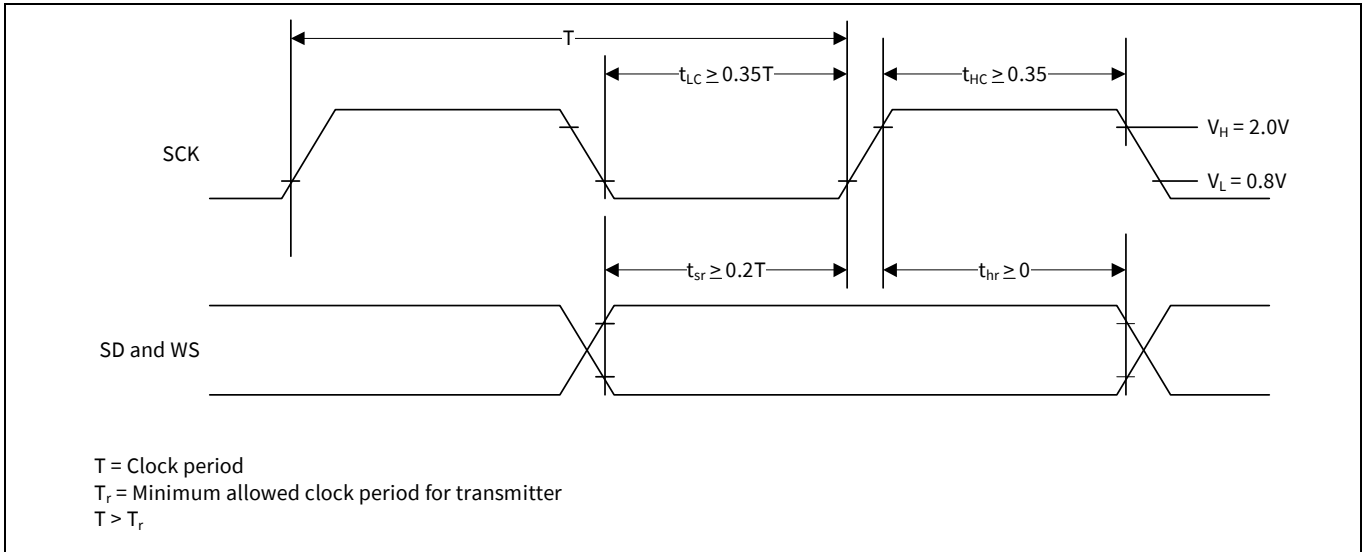 T
tLC ≥ 0.35T
tHC ≥ 0.35
SCK
VH = 2.0V
VL = 0.8V
tsr ≥ 0.2T
thr ≥ 0
SD and WS
T = Clock period
Tr = Minimum allowed clock period for transmitter
T > Tr